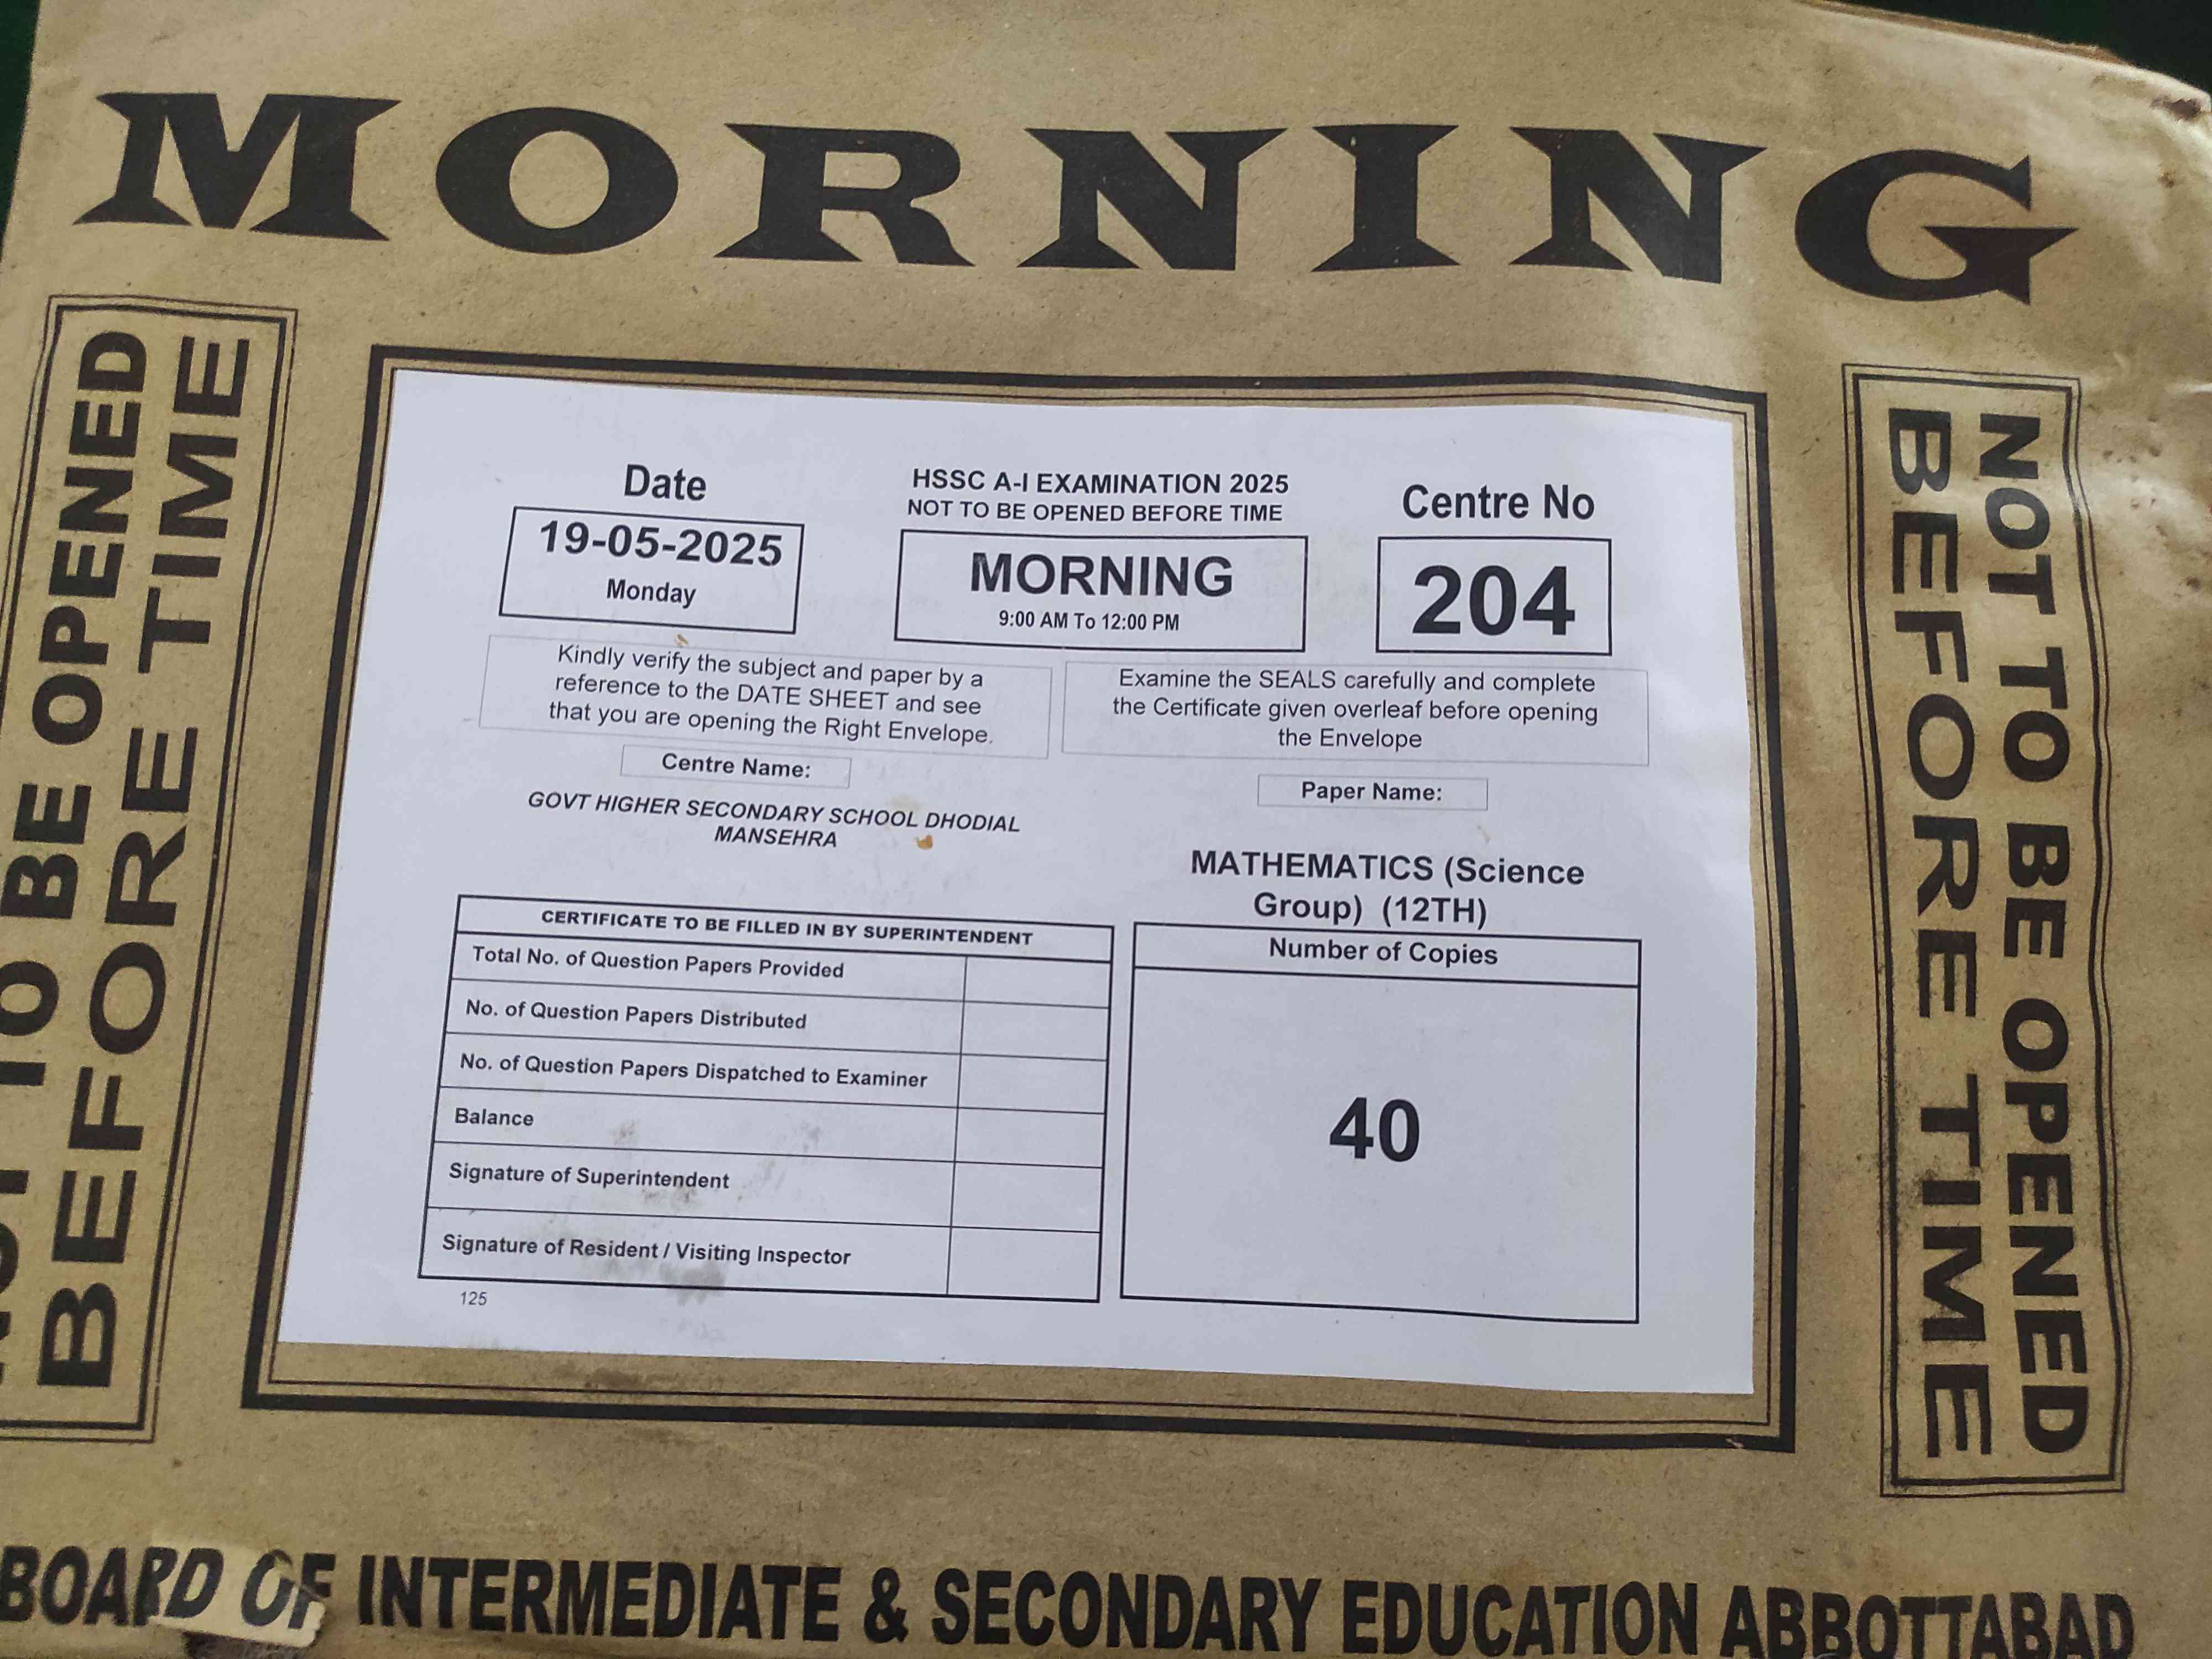 MORNING
NOT TO BE OPENED
BEFORE TIME
Date
19-05-2025
Monday
HSSC A-I EXAMINATION 2025
NOT TO BE OPENED BEFORE TIME
MORNING
9:00 AM To 12:00 PM
Centre No
204
Kindly verify the subject and paper by a
reference to the DATE SHEET and see
that you are opening the Right Envelope.
Examine the SEALS carefully and complete
the Certificate given overleaf before opening
the Envelope
Centre Name:
GOVT HIGHER SECONDARY SCHOOL DHODIAL
MANSEHRA
Paper Name:
MATHEMATICS (Science
Group) (12TH)
CERTIFICATE TO BE FILLED IN BY SUPERINTENDENT
Total No. of Question Papers Provided
No. of Question Papers Distributed
No. of Question Papers Dispatched to Examiner
Balance
Signature of Superintendent
Signature of Resident / Visiting Inspector
125
Number of Copies
40
NOT TO BE OPENED
BEFORE TIME
BOARD OF INTERMEDIATE & SECONDARY EDUCATION ABBOTTABAD